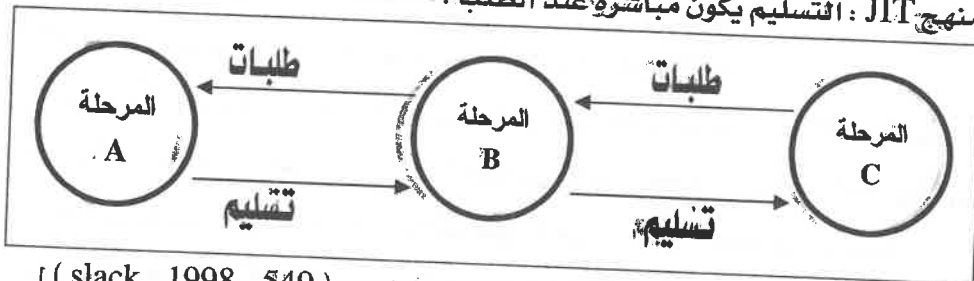 منهج JIT : التسليم يكون مباشرة عند الطلب .
طلبات
طلبات
المرحلة
A
المرحلة
B
المرحلة
C
تسليم
تسليم
( slack , 1998 , 549 )